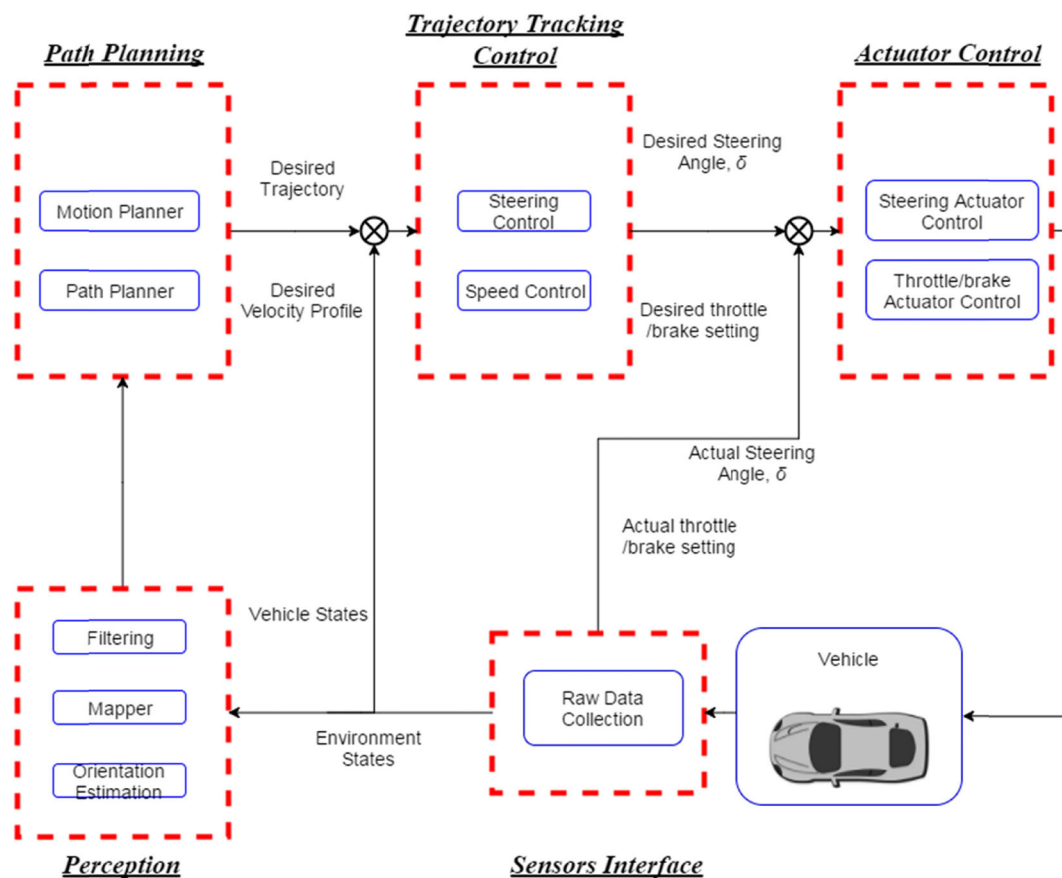 Path Planning
Trajectory Tracking
Control
Actuator Control
Motion Planner
Path Planner
Desired
Trajectory
Desired
Velocity Profile
Steering
Control
Speed Control
Desired Steering
Angle, δ
Desired throttle
/brake setting
Steering Actuator
Control
Throttle/brake
Actuator Control
Actual Steering
Angle, δ
Actual throttle
/brake setting
Vehicle States
Environment
States
Filtering
Mapper
Orientation
Estimation
Raw Data
Collection
Vehicle
Perception
Sensors Interface